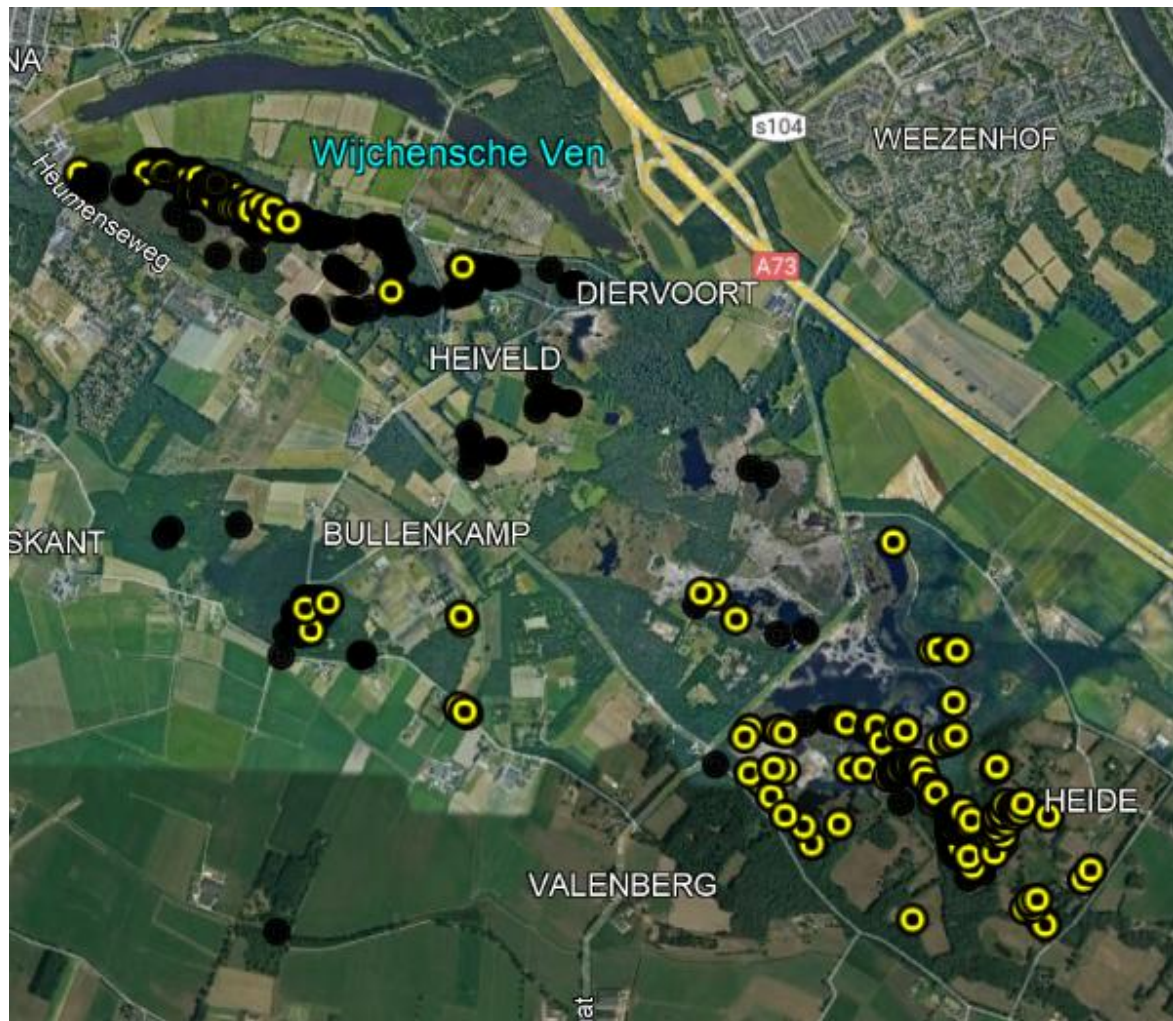 NA
s104
WEEZENHOF
Wijchensche Ven
Heumenseweg
A73
DIERVOORT
HEIVELD
SKANT
BULLENKAMP
HEIDE
VALENBERG
at